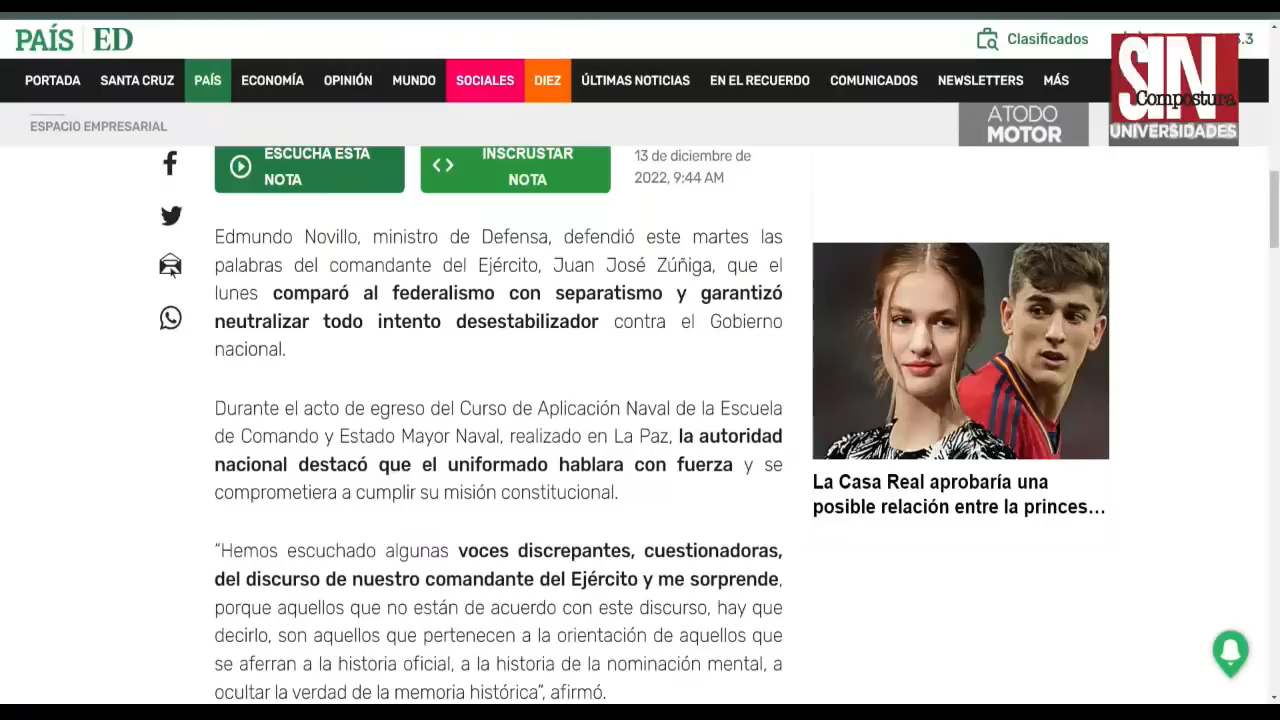 PAÍS ED
Clasificados
3.3
SIN
Compostura
UNIVERSIDADES
PORTADA SANTA CRUZ PAÍS ECONOMÍA OPINIÓN MUNDO SOCIALES DIEZ ÚLTIMAS NOTICIAS EN EL RECUERDO COMUNICADOS NEWSLETTERS MÁS
ESPACIO EMPRESARIAL
A TODO
MOTOR
ESCUCHA ESTA
NOTA
INSCRUSTAR
NOTA
13 de diciembre de
2022, 9:44 AM
Edmundo Novillo, ministro de Defensa, defendió este martes las
palabras del comandante del Ejército, Juan José Zúñiga, que el
lunes comparó al federalismo con separatismo y garantizó
neutralizar todo intento desestabilizador contra el Gobierno
nacional.
Durante el acto de egreso del Curso de Aplicación Naval de la Escuela
de Comando y Estado Mayor Naval, realizado en La Paz, la autoridad
nacional destacó que el uniformado hablara con fuerza y se
comprometiera a cumplir su misión constitucional.
“Hemos escuchado algunas voces discrepantes, cuestionadoras,
del discurso de nuestro comandante del Ejército y me sorprende,
porque aquellos que no están de acuerdo con este discurso, hay que
decirlo, son aquellos que pertenecen a la orientación de aquellos que
se aferran a la historia oficial, a la historia de la nominación mental, a
ocultar la verdad de la memoria histórica”, afirmó.
La Casa Real aprobaría una
posible relación entre la princes...